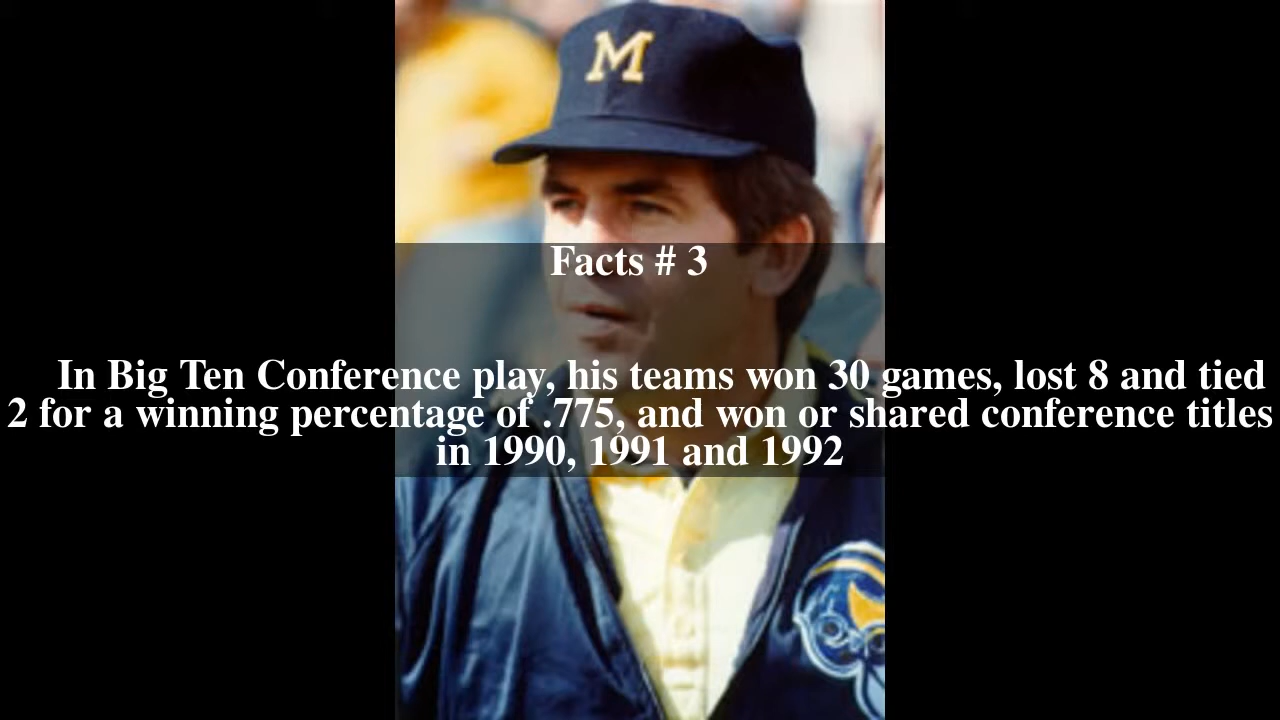 M
Facts # 3
In Big Ten Conference play, his teams won 30 games, lost 8 and tied
2 for a winning percentage of .775, and won or shared conference titles
in 1990, 1991 and 1992